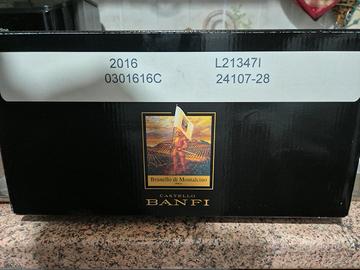 2016 L21347I
0301616C 24107-28
Brunello di Montalcino
CASTELLO
BANFI